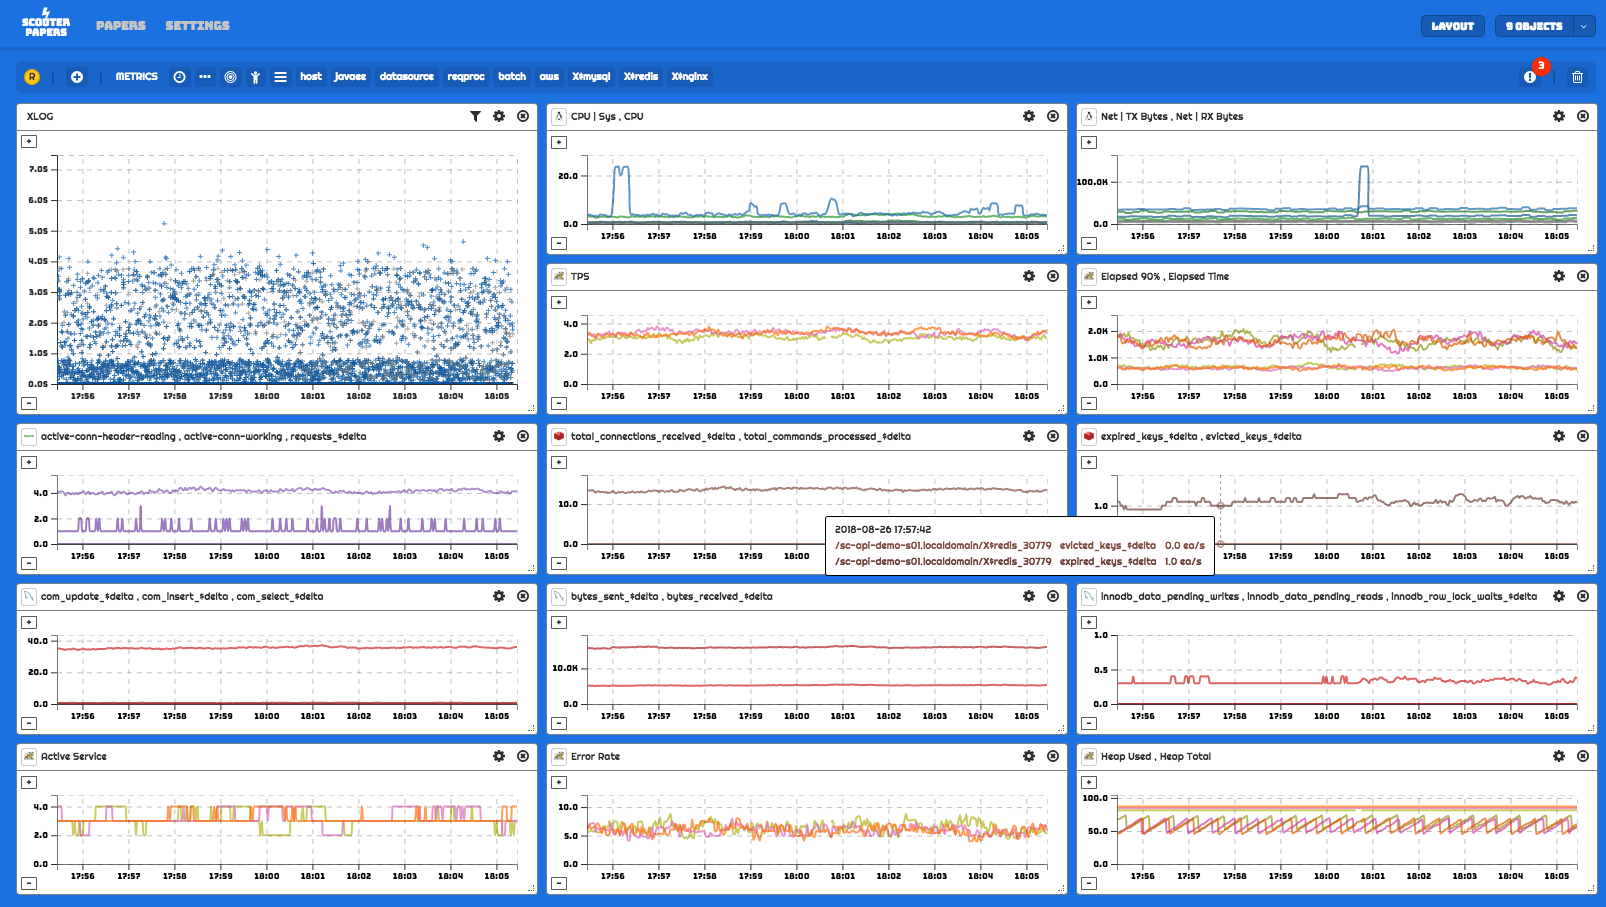 SCOUTER
PAPERS
PAPERS SETTINGS
LAYOUT
9 OBJECTS
R
METRICS
host javaee datasource reqproc batch aws X$mysql X$redis X$nginx
3
XLOG
7.0S
6.0S
5.0S
4.0S
3.0S
2.0S
1.0S
0.0S
17:56 17:57 17:58 17:59 18:00 18:01 18:02 18:03 18:04 18:05
CPU | Sys , CPU
20.0
0.0
17:56 17:57 17:58 17:59 18:00 18:01 18:02 18:03 18:04 18:05
Net | TX Bytes , Net | RX Bytes
100.0K
0.0
17:56 17:57 17:58 17:59 18:00 18:01 18:02 18:03 18:04 18:05
TPS
4.0
2.0
0.0
17:56 17:57 17:58 17:59 18:00 18:01 18:02 18:03 18:04 18:05
Elapsed 90% , Elapsed Time
2.0K
1.0K
0.0
17:56 17:57 17:58 17:59 18:00 18:01 18:02 18:03 18:04 18:05
active-conn-header-reading , active-conn-working , requests_$delta
4.0
2.0
0.0
17:56 17:57 17:58 17:59 18:00 18:01 18:02 18:03 18:04 18:05
total_connections_received_$delta , total_commands_processed_$delta
10.0
0.0
17:56 17:57 17:58 17:59 18:00
expired_keys_$delta , evicted_keys_$delta
1.0
17:58 17:59 18:00 18:01 18:02 18:03 18:04 18:05
2018-08-26 17:57:42
/sc-api-demo-s01.localdomain/X$redis_30779 evicted_keys_$delta 0.0 ea/s
/sc-api-demo-s01.localdomain/X$redis_30779 expired_keys_$delta 1.0 ea/s
com_update_$delta , com_insert_$delta , com_select_$delta
40.0
20.0
0.0
17:56 17:57 17:58 17:59 18:00 18:01 18:02 18:03 18:04 18:05
bytes_sent_$delta , bytes_received_$delta
10.0K
0.0
17:56 17:57 17:58 17:59 18:00 18:01 18:02 18:03 18:04 18:05
innodb_data_pending_writes , innodb_data_pending_reads , innodb_row_lock_waits_$delta
1.0
0.5
0.0
17:56 17:57 17:58 17:59 18:00 18:01 18:02 18:03 18:04 18:05
Active Service
4.0
2.0
0.0
17:56 17:57 17:58 17:59 18:00 18:01 18:02 18:03 18:04 18:05
Error Rate
10.0
5.0
0.0
17:56 17:57 17:58 17:59 18:00 18:01 18:02 18:03 18:04 18:05
Heap Used , Heap Total
100.0
50.0
0.0
17:56 17:57 17:58 17:59 18:00 18:01 18:02 18:03 18:04 18:05